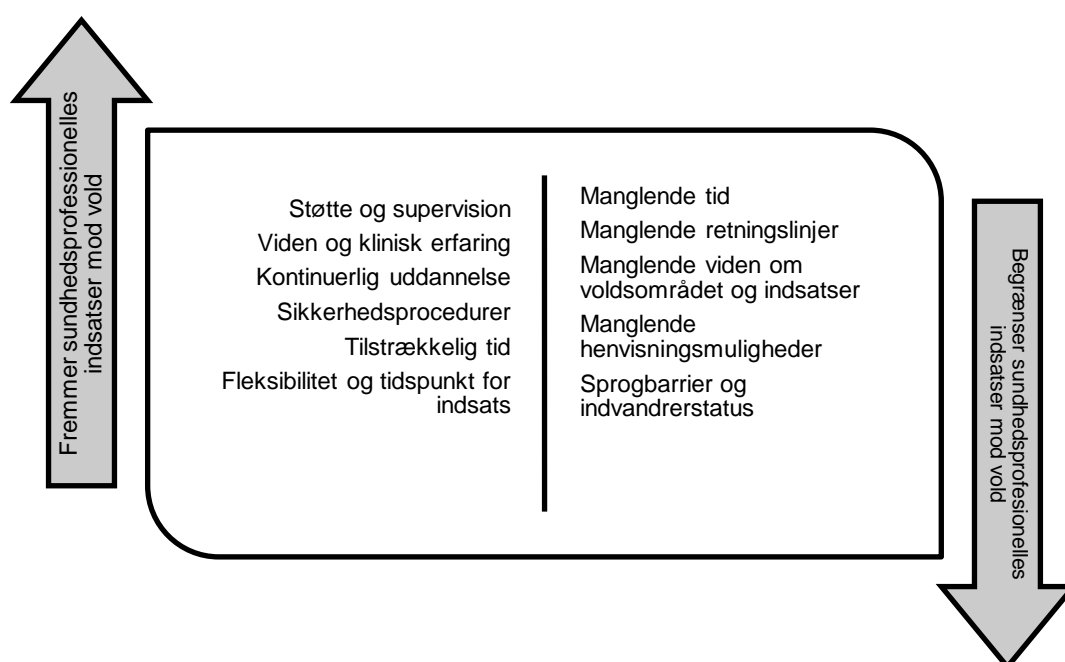 Fremmer sundhedsprofessionelles
indsatser mod vold
Støtte og supervision
Viden og klinisk erfaring
Kontinuerlig uddannelse
Sikkerhedsprocedurer
Tilstrækkelig tid
Fleksibilitet og tidspunkt for
indsats
Manglende tid
Manglende retningslinjer
Manglende viden om
voldsområdet og indsatser
Manglende
henvisningsmuligheder
Sprogbarrier og
indvandrerstatus
Begrænser sundhedsprofesionelles
indsatser mod vold